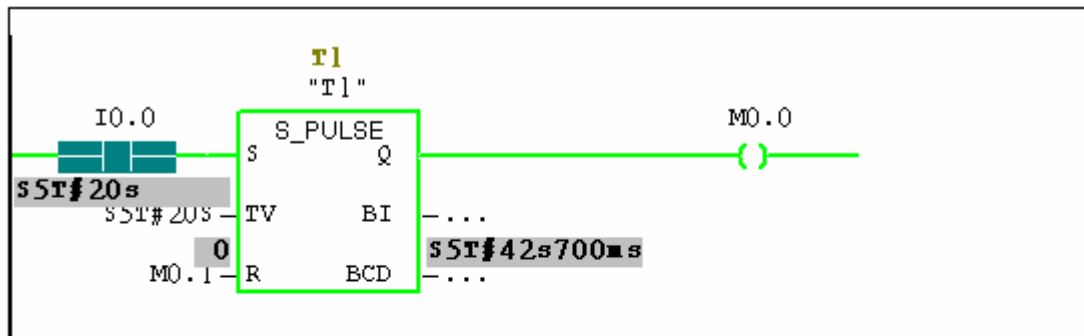 T1
"T1"
I0.0
M0.0
S_PULSE
S
Q
S5T#20s
S5T#20S
TV
BI
...
0
S5T#42s700ms
M0.1
R
BCD
...